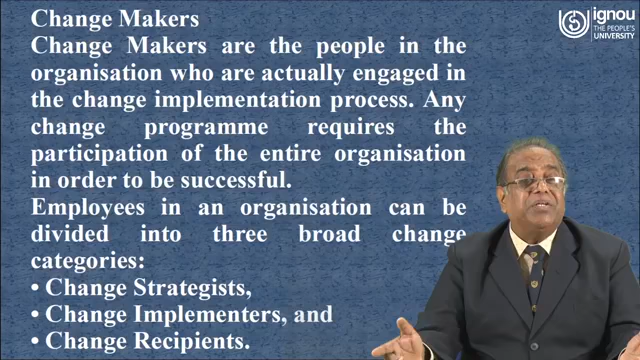 Change Makers
Change Makers are the people in the
organisation who are actually engaged in
the change implementation process. Any
change programme requires the
participation of the entire organisation
in order to be successful.
Employees in an organisation can be
divided into three broad change
categories:
• Change Strategists,
• Change Implementers, and
• Change Recipients.
ignou
THE PEOPLE'S
UNIVERSITY